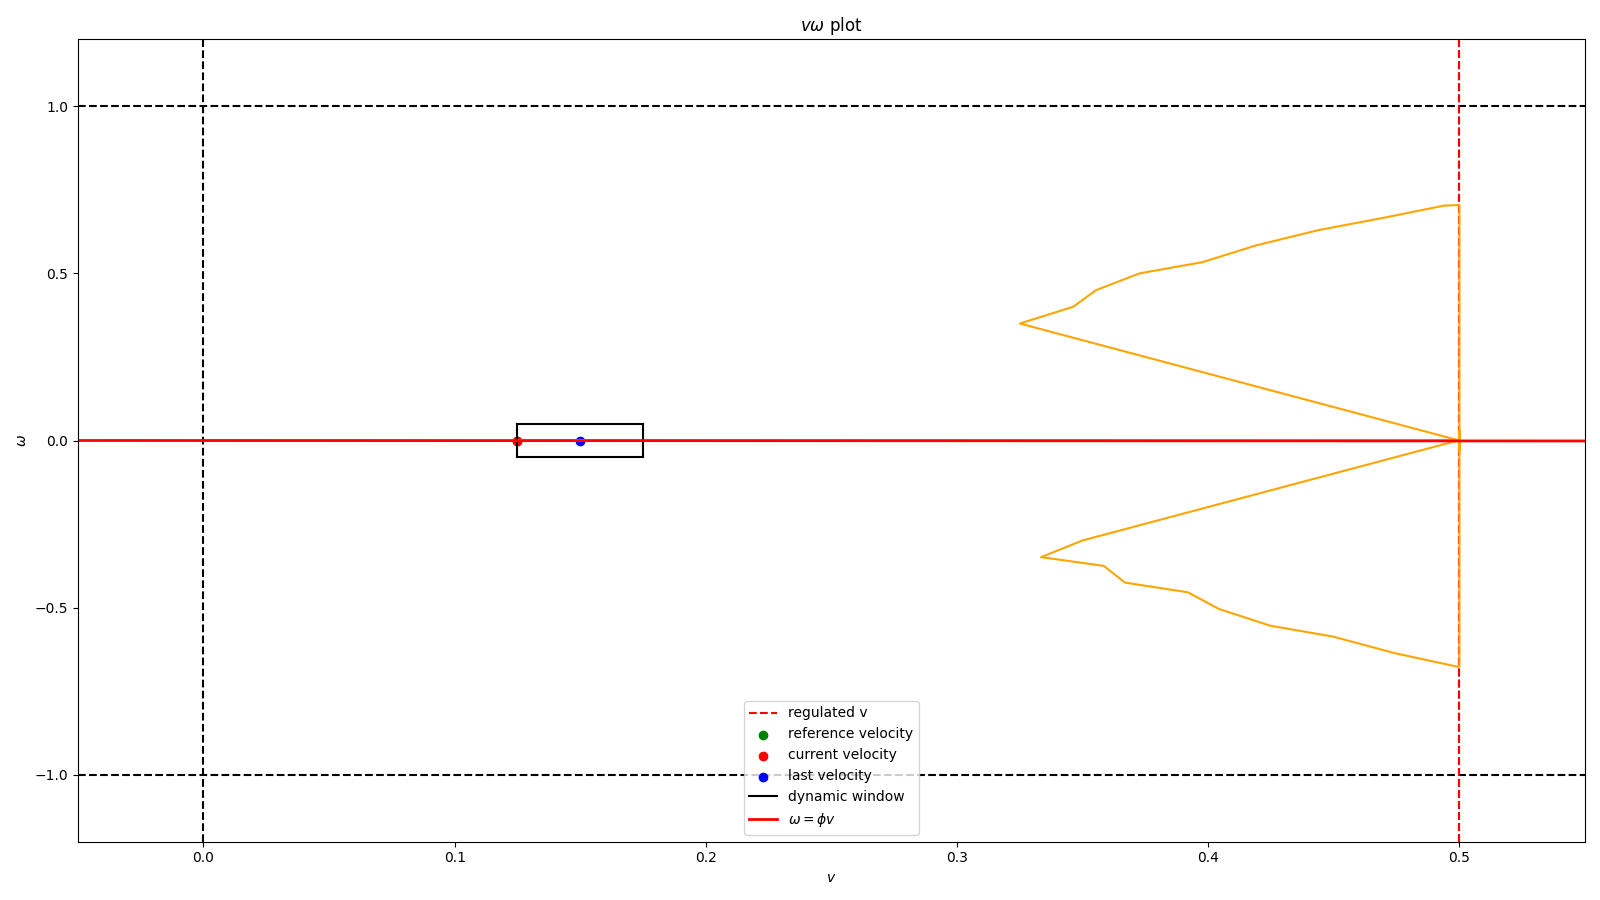 vω plot
1.0
0.5
0.0
−0.5
−1.0
ω
0.0
0.1
0.2
0.3
0.4
0.5
v
regulated v
reference velocity
current velocity
last velocity
dynamic window
ω = ϕv